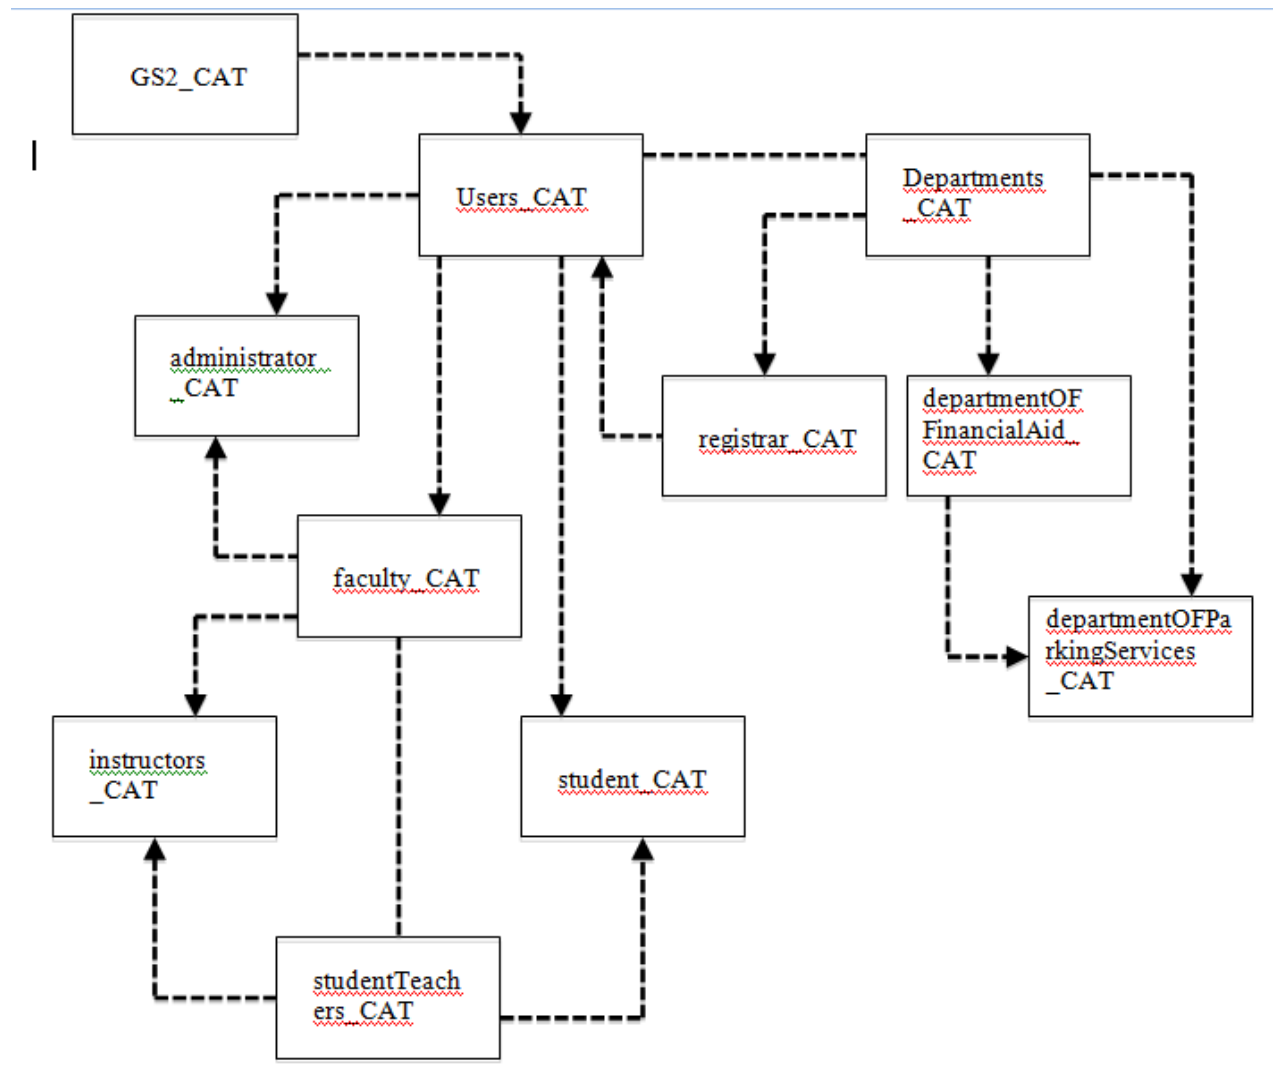 GS2_CAT
Users_CAT
Departments
_CAT
administrator
_CAT
registrar_CAT
departmentOF
FinancialAid_
CAT
faculty_CAT
departmentOFPa
rkingServices
_CAT
instructors
_CAT
student_CAT
studentTeach
ers_CAT